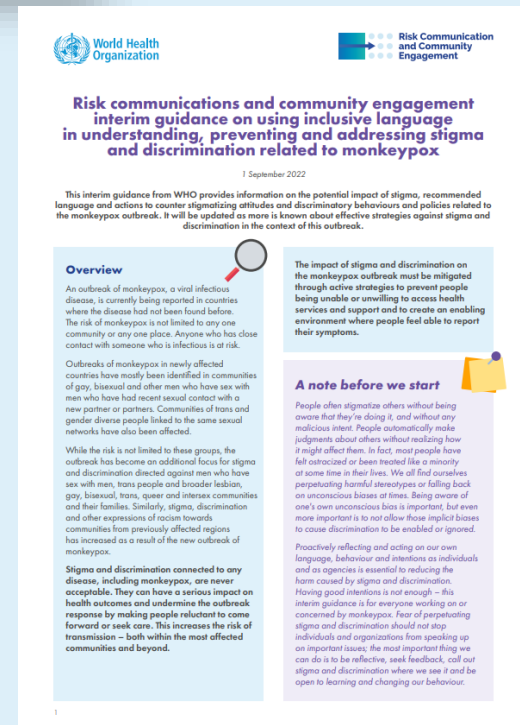 World Health
Organization
Risk Communication
and Community
Engagement
Risk communications and community engagement
interim guidance on using inclusive language
in understanding, preventing and addressing stigma
and discrimination related to monkeypox
1 September 2022
This interim guidance from WHO provides information on the potential impact of stigma, recommended
language and actions to counter stigmatizing attitudes and discriminatory behaviours and policies related to
the monkeypox outbreak. It will be updated as more is known about effective strategies against stigma and
discrimination in the context of this outbreak.
Overview
An outbreak of monkeypox, a viral infectious
disease, is currently being reported in countries
where the disease had not been found before.
The risk of monkeypox is not limited to any one
community or any one place. Anyone who has close
contact with someone who is infectious is at risk.
Outbreaks of monkeypox in newly affected
countries have mostly been identified in communities
of gay, bisexual and other men who have sex with
men who have had recent sexual contact with a
new partner or partners. Communities of trans and
gender diverse people linked to the same sexual
networks have also been affected.
While the risk is not limited to these groups, the
outbreak has become an additional focus for stigma
and discrimination directed against men who have
sex with men, trans people and broader lesbian,
gay, bisexual, trans, queer and intersex communities
and their families. Similarly, stigma, discrimination
and other expressions of racism towards
communities from previously affected regions
has increased as a result of the new outbreak of
monkeypox.
Stigma and discrimination connected to any
disease, including monkeypox, are never
acceptable. They can have a serious impact on
health outcomes and undermine the outbreak
response by making people reluctant to come
forward or seek care. This increases the risk of
transmission – both within the most affected
communities and beyond.
The impact of stigma and discrimination on
the monkeypox outbreak must be mitigated
through active strategies to prevent people
being unable or unwilling to access health
services and support and to create an enabling
environment where people feel able to report
their symptoms.
A note before we start
People often stigmatize others without being
aware that they're doing it, and without any
malicious intent. People automatically make
judgments about others without realizing how
it might affect them. In fact, most people have
felt ostracized or been treated like a minority
at some time in their lives. We all find ourselves
perpetuating harmful stereotypes or falling back
on unconscious biases at times. Being aware of
one's own unconscious bias is important, but even
more important is to not allow those implicit biases
to cause discrimination to be enabled or ignored.
Proactively reflecting and acting on our own
language, behaviour and intentions as individuals
and as agencies is essential to reducing the
harm caused by stigma and discrimination.
Having good intentions is not enough – this
interim guidance is for everyone working on or
concerned by monkeypox. Fear of perpetuating
stigma and discrimination should not stop
individuals and organizations from speaking up
on important issues; the most important thing we
can do is to be reflective, seek feedback, call out
stigma and discrimination where we see it and be
open to learning and changing our behaviour.
1